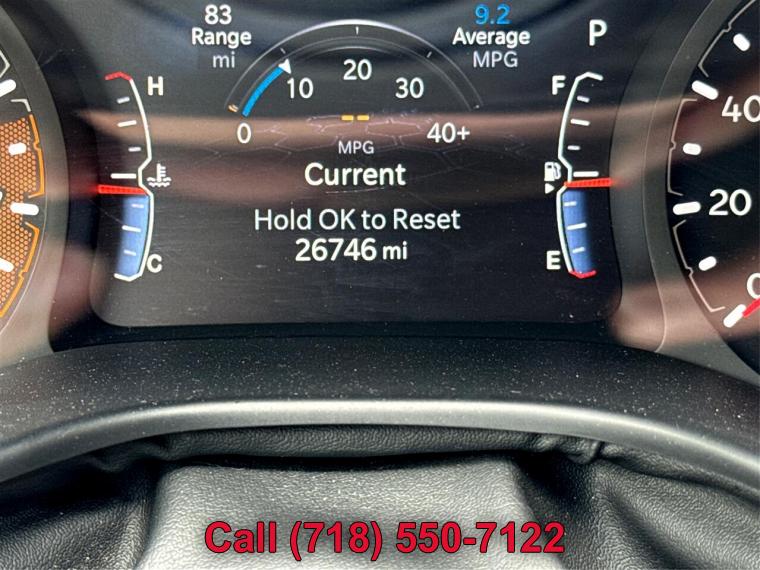 83
Range
mi
9.2
Average
MPG
P
H
F
0
10
20
30
40+
--
MPG
Current
Hold OK to Reset
26746 mi
C
E
40
20
0
Call (718) 550-7122